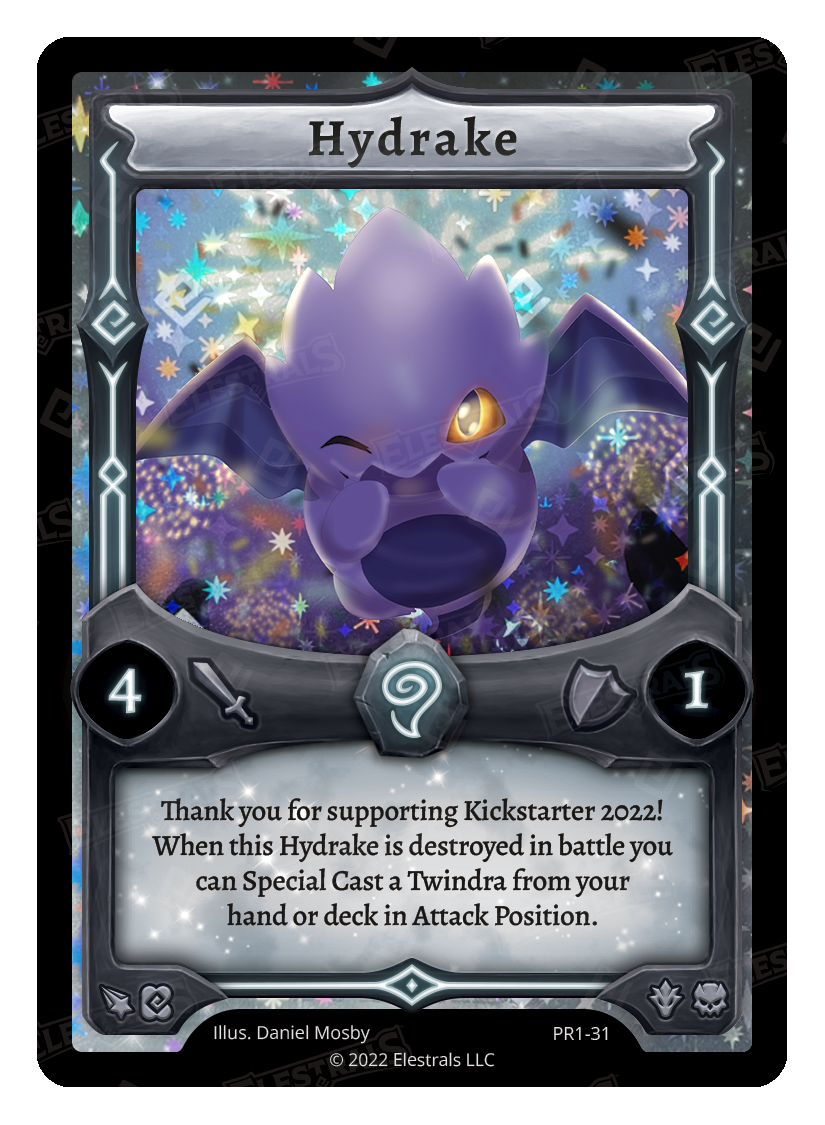 Hydrake
4
1
Thank you for supporting Kickstarter 2022!
When this Hydrake is destroyed in battle you
can Special Cast a Twindra from your
hand or deck in Attack Position.
Illus. Daniel Mosby
PR1-31
© 2022 Elestrals LLC
ELESTRALS